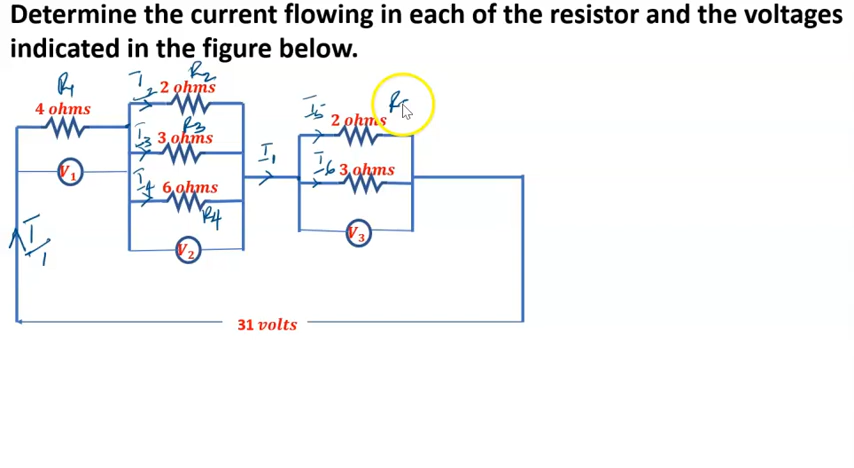 Determine the current flowing in each of the resistor and the voltages
indicated in the figure below.
R1 I2 R2
4 ohms 2 ohms
I5 R5
2 ohms
I3 R3
3 ohms
I1
V1
I6 3 ohms
I4 6 ohms
R4
I1
V2 V3
31 volts